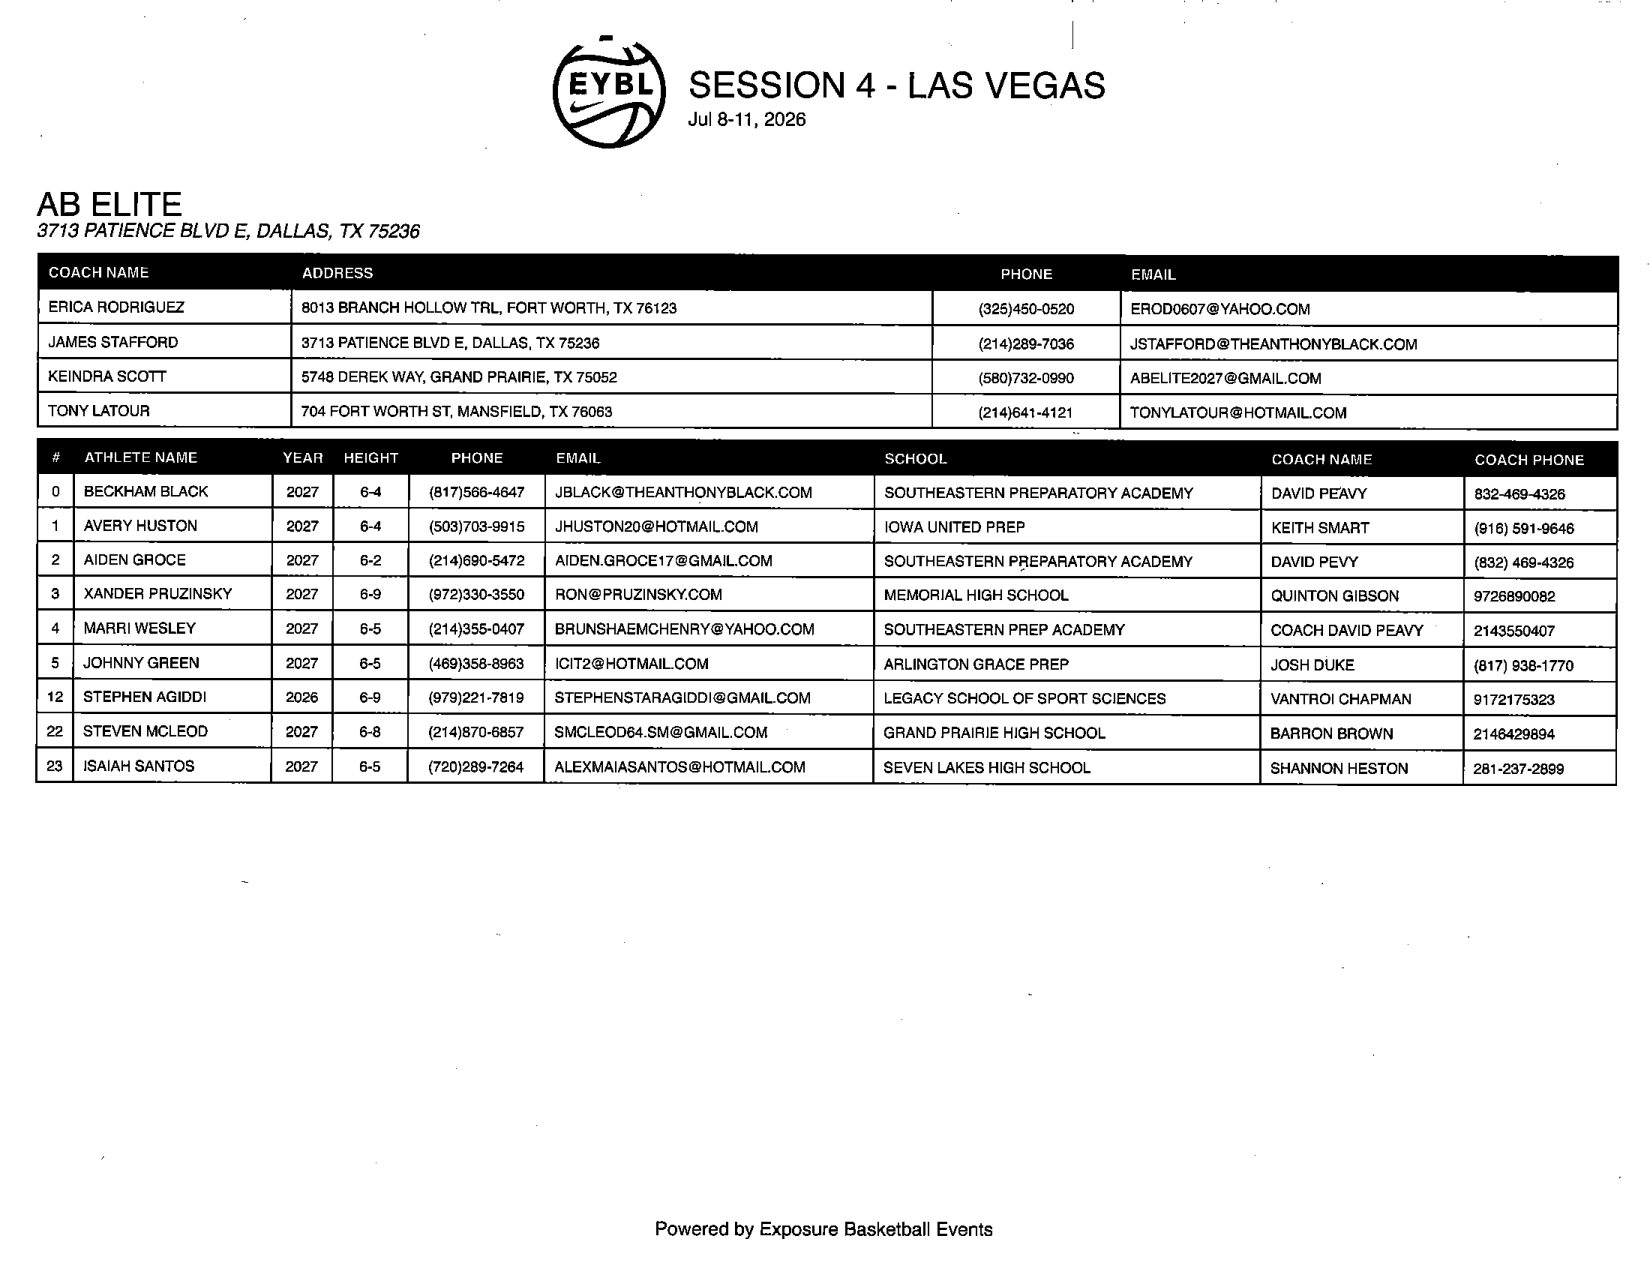 EYBL
SESSION 4 - LAS VEGAS
Jul 8-11, 2026
AB ELITE
3713 PATIENCE BLVD E, DALLAS, TX 75236
COACH NAME ADDRESS PHONE EMAIL
ERICA RODRIGUEZ 8013 BRANCH HOLLOW TRL, FORT WORTH, TX 76123 (325)450-0520 EROD0607@YAHOO.COM
JAMES STAFFORD 3713 PATIENCE BLVD E, DALLAS, TX 75236 (214)289-7036 JSTAFFORD@THEANTHONYBLACK.COM
KEINDRA SCOTT 5748 DEREK WAY, GRAND PRAIRIE, TX 75052 (580)732-0990 ABELITE2027@GMAIL.COM
TONY LATOUR 704 FORT WORTH ST, MANSFIELD, TX 76063 (214)641-4121 TONYLATOUR@HOTMAIL.COM
# ATHLETE NAME YEAR HEIGHT PHONE EMAIL SCHOOL COACH NAME COACH PHONE
0 BECKHAM BLACK 2027 6-4 (817)566-4647 JBLACK@THEANTHONYBLACK.COM SOUTHEASTERN PREPARATORY ACADEMY DAVID PEAVY 832-469-4326
1 AVERY HUSTON 2027 6-4 (503)703-9915 JHUSTON20@HOTMAIL.COM IOWA UNITED PREP KEITH SMART (916) 591-9646
2 AIDEN GROCE 2027 6-2 (214)690-5472 AIDEN.GROCE17@GMAIL.COM SOUTHEASTERN PREPARATORY ACADEMY DAVID PEVY (832) 469-4326
3 XANDER PRUZINSKY 2027 6-9 (972)330-3550 RON@PRUZINSKY.COM MEMORIAL HIGH SCHOOL QUINTON GIBSON 9726890082
4 MARRI WESLEY 2027 6-5 (214)355-0407 BRUNSHAEMCHENRY@YAHOO.COM SOUTHEASTERN PREP ACADEMY COACH DAVID PEAVY 2143550407
5 JOHNNY GREEN 2027 6-5 (469)358-8963 ICIT2@HOTMAIL.COM ARLINGTON GRACE PREP JOSH DUKE (817) 938-1770
12 STEPHEN AGIDDI 2026 6-9 (979)221-7819 STEPHENSTARAGIDDI@GMAIL.COM LEGACY SCHOOL OF SPORT SCIENCES VANTROI CHAPMAN 9172175323
22 STEVEN MCLEOD 2027 6-8 (214)870-6857 SMCLEOD64.SM@GMAIL.COM GRAND PRAIRIE HIGH SCHOOL BARRON BROWN 2146429894
23 ISAIAH SANTOS 2027 6-5 (720)289-7264 ALEXMAIASANTOS@HOTMAIL.COM SEVEN LAKES HIGH SCHOOL SHANNON HESTON 281-237-2899
Powered by Exposure Basketball Events